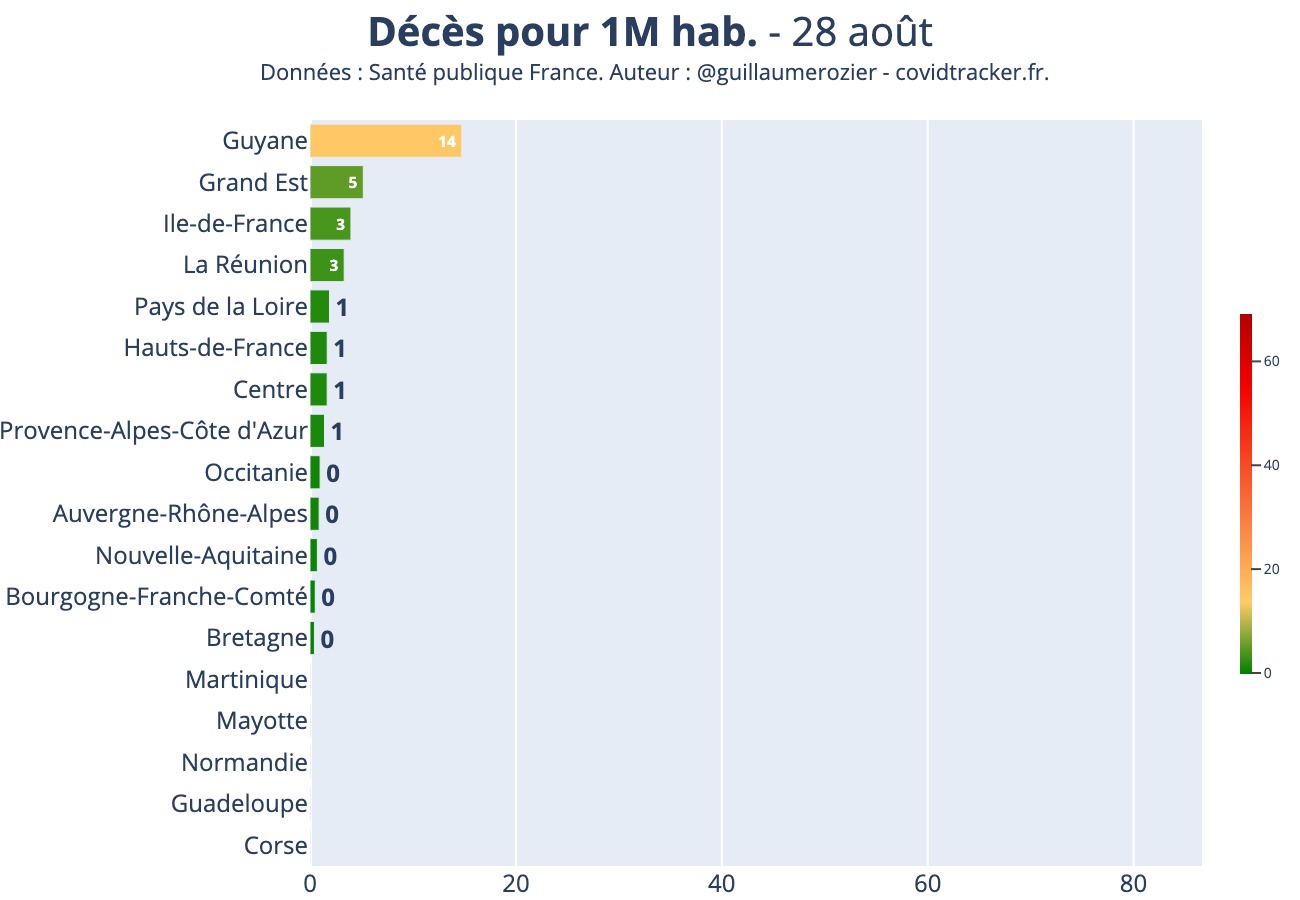 Décès pour 1M hab. - 28 août
Données : Santé publique France. Auteur : @guillaumerozier - covidtracker.fr.
Guyane 14
Grand Est 5
Ile-de-France 3
La Réunion 3
Pays de la Loire 1
Hauts-de-France 1
Centre 1
Provence-Alpes-Côte d'Azur 1
Occitanie 0
Auvergne-Rhône-Alpes 0
Nouvelle-Aquitaine 0
Bourgogne-Franche-Comté 0
Bretagne 0
Martinique
Mayotte
Normandie
Guadeloupe
Corse
0 20 40 60 80
60
40
20
0